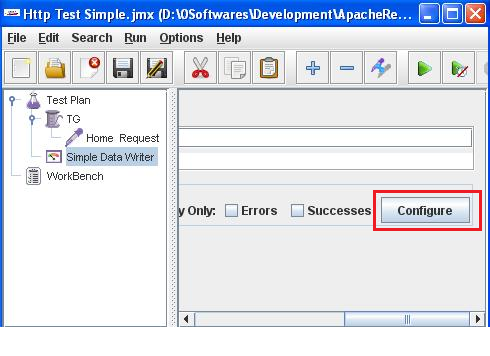 Http Test Simple.jmx (D:\0Softwares\Development\ApacheRe...
File Edit Search Run Options Help
Test Plan
TG
Home Request
Simple Data Writer
WorkBench
y Only: Errors Successes Configure